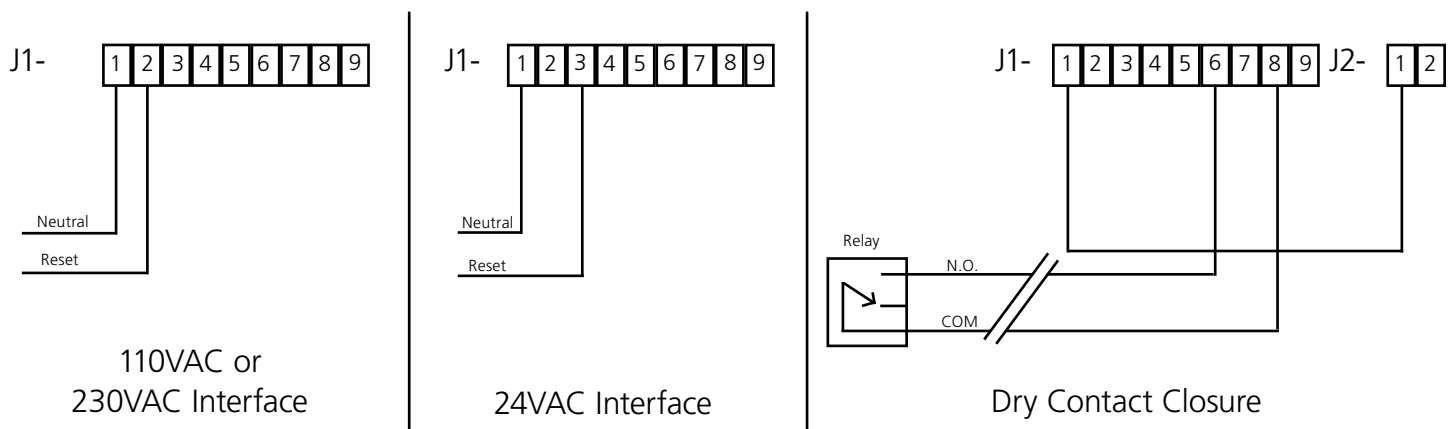 J1- 1 2 3 4 5 6 7 8 9
Neutral
Reset
110VAC or
230VAC Interface
J1- 1 2 3 4 5 6 7 8 9
Neutral
Reset
24VAC Interface
J1- 1 2 3 4 5 6 7 8 9 J2- 1 2
Relay
N.O.
COM
Dry Contact Closure